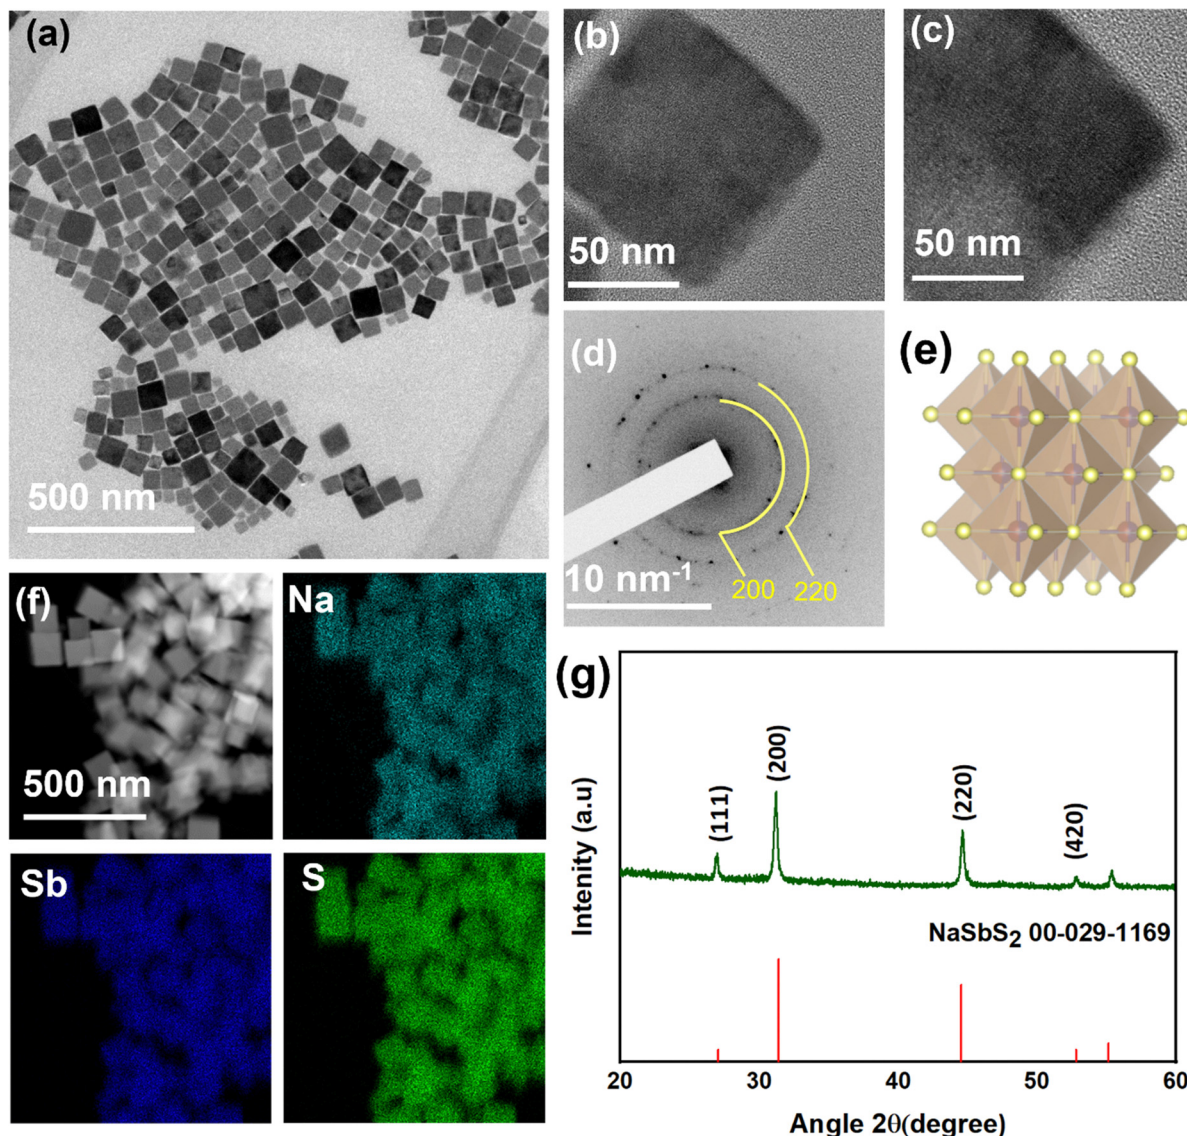 (a)
500 nm
(b)
50 nm
(c)
50 nm
(d)
10 nm-1
200
220
(e)
(f)
500 nm
Na
Sb
S
(g)
Intenity (a.u)
(111)
(200)
(220)
(420)
NaSbS2 00-029-1169
20 30 40 50 60
Angle 2θ(degree)